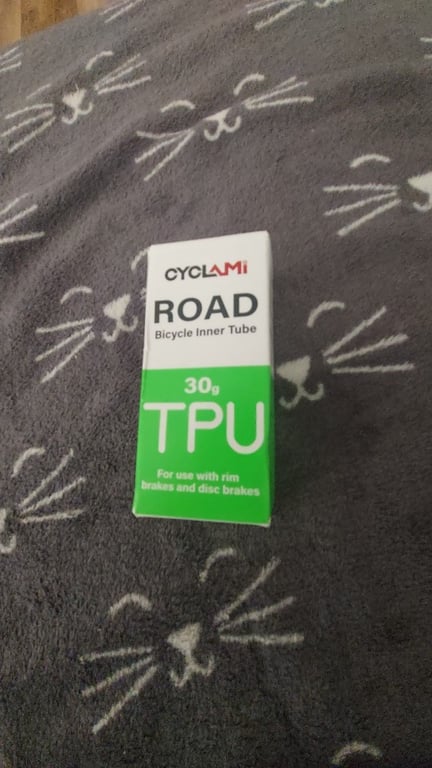 CYCLAMi
ROAD
Bicycle Inner Tube
30g
TPU
For use with rim
brakes and disc brakes